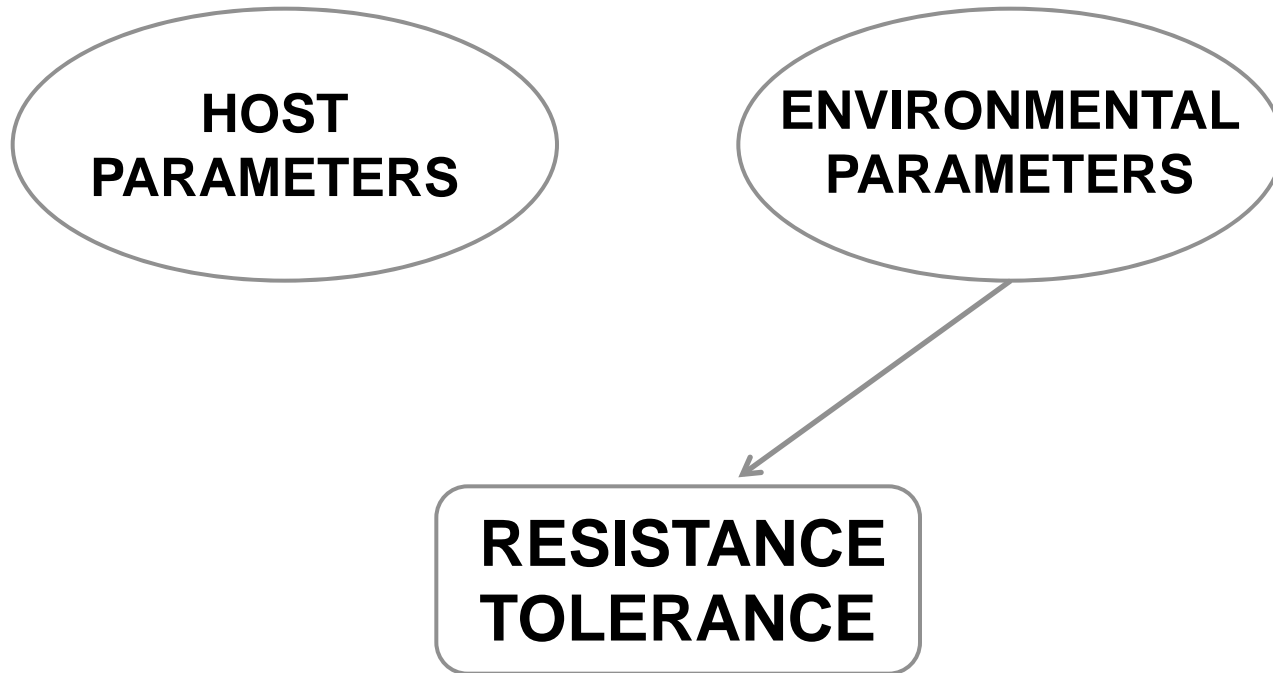 HOST
PARAMETERS
ENVIRONMENTAL
PARAMETERS
RESISTANCE
TOLERANCE